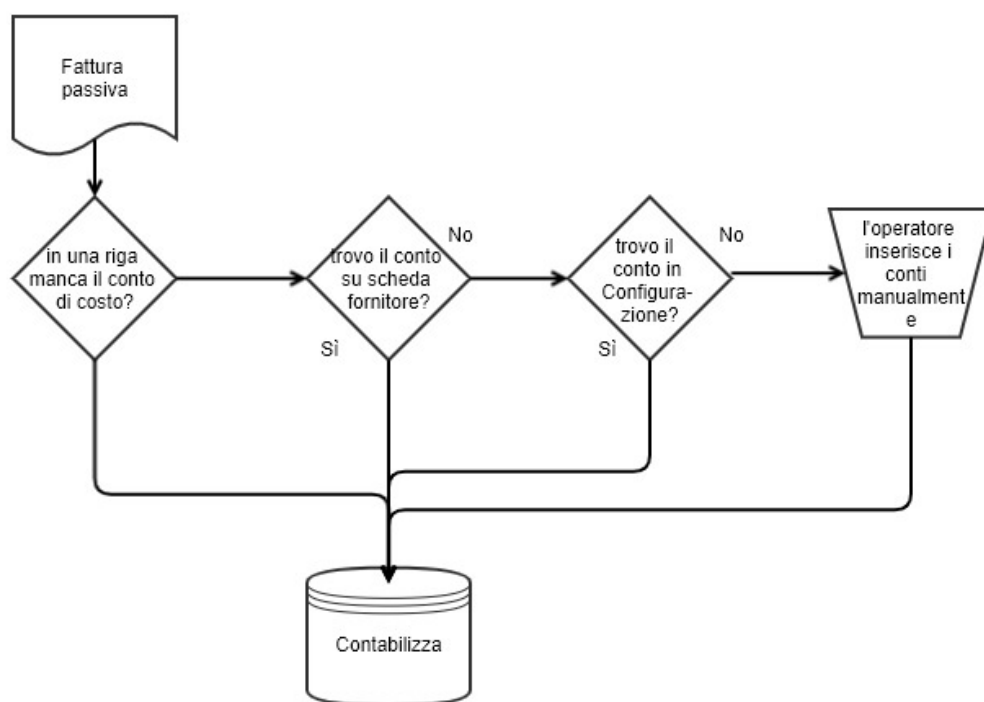 Fattura
passiva
in una riga
manca il conto
di costo?
trovo il conto
su scheda
fornitore?
No
Sì
trovo il
conto in
Configura-
zione?
No
Sì
l'operatore
inserisce i
conti
manualment
e
Contabilizza